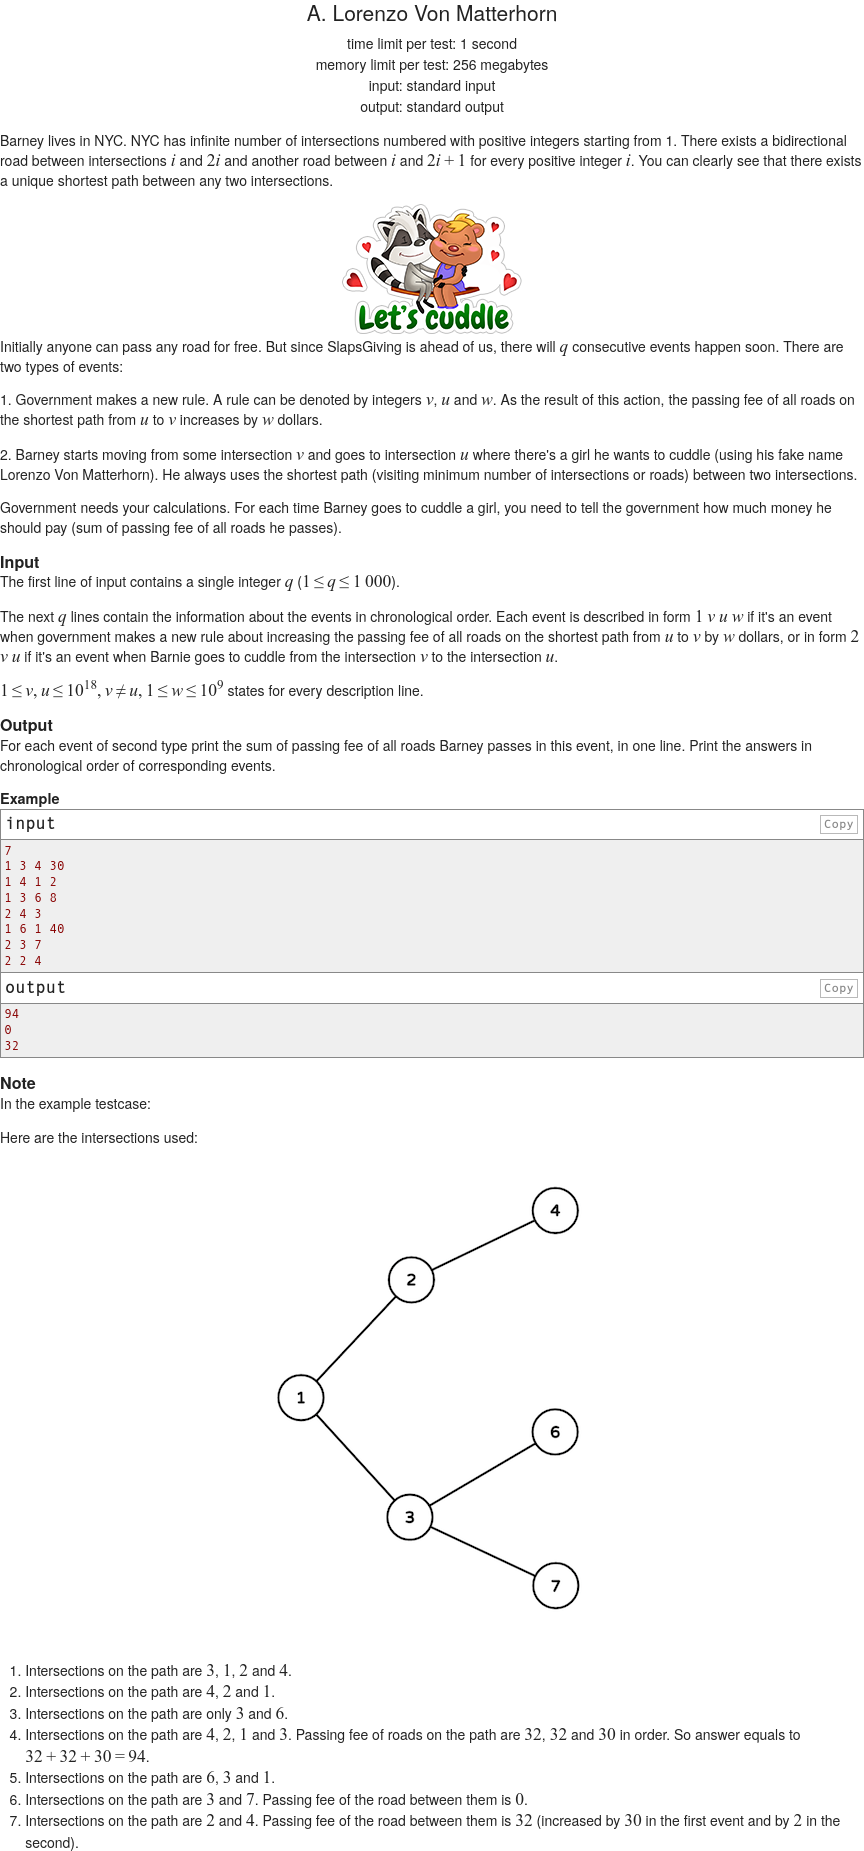 A. Lorenzo Von Matterhorn
time limit per test: 1 second
memory limit per test: 256 megabytes
input: standard input
output: standard output
Barney lives in NYC. NYC has infinite number of intersections numbered with positive integers starting from 1. There exists a bidirectional
road between intersections i and 2i and another road between i and 2i + 1 for every positive integer i. You can clearly see that there exists
a unique shortest path between any two intersections.
Let's cuddle
Initially anyone can pass any road for free. But since SlapsGiving is ahead of us, there will q consecutive events happen soon. There are
two types of events:
1. Government makes a new rule. A rule can be denoted by integers v, u and w. As the result of this action, the passing fee of all roads on
the shortest path from u to v increases by w dollars.
2. Barney starts moving from some intersection v and goes to intersection u where there's a girl he wants to cuddle (using his fake name
Lorenzo Von Matterhorn). He always uses the shortest path (visiting minimum number of intersections or roads) between two intersections.
Government needs your calculations. For each time Barney goes to cuddle a girl, you need to tell the government how much money he
should pay (sum of passing fee of all roads he passes).
Input
The first line of input contains a single integer q (1 ≤ q ≤ 1 000).
The next q lines contain the information about the events in chronological order. Each event is described in form 1 v u w if it's an event
when government makes a new rule about increasing the passing fee of all roads on the shortest path from u to v by w dollars, or in form 2
v u if it's an event when Barnie goes to cuddle from the intersection v to the intersection u.
1 ≤ v, u ≤ 10^18, v ≠ u, 1 ≤ w ≤ 10^9 states for every description line.
Output
For each event of second type print the sum of passing fee of all roads Barney passes in this event, in one line. Print the answers in
chronological order of corresponding events.
Example
input Copy
7
1 3 4 30
1 4 1 2
1 3 6 8
2 4 3
1 6 1 40
2 3 7
2 2 4
output Copy
94
0
32
Note
In the example testcase:
Here are the intersections used:
4
2
1
6
3
7
1. Intersections on the path are 3, 1, 2 and 4.
2. Intersections on the path are 4, 2 and 1.
3. Intersections on the path are only 3 and 6.
4. Intersections on the path are 4, 2, 1 and 3. Passing fee of roads on the path are 32, 32 and 30 in order. So answer equals to
32 + 32 + 30 = 94.
5. Intersections on the path are 6, 3 and 1.
6. Intersections on the path are 3 and 7. Passing fee of the road between them is 0.
7. Intersections on the path are 2 and 4. Passing fee of the road between them is 32 (increased by 30 in the first event and by 2 in the
second).